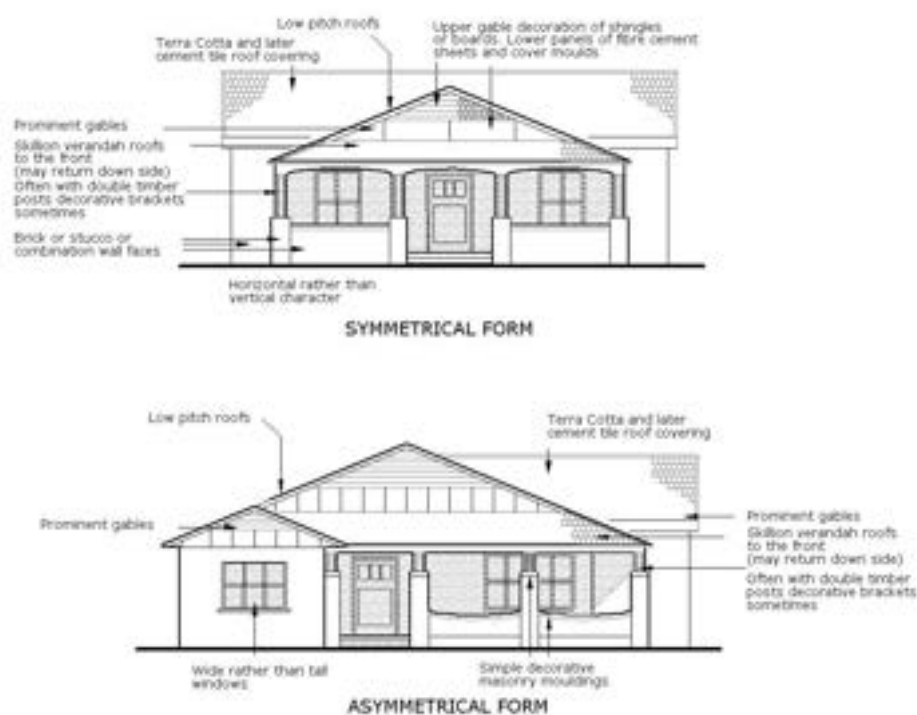 Low pitch roofs
Terra Cotta and later
cement tile roof covering
Upper gable decoration of shingles
or boards. Lower panels of fibre cement
sheets and cover moulds
Prominent gables
Skillion verandah roofs
to the front
(may return down side)
Often with double timber
posts decorative brackets
sometimes
Brick or stucco or
combination wall faces
Horizontal rather than
vertical character
SYMMETRICAL FORM
Low pitch roofs
Terra Cotta and later
cement tile roof covering
Prominent gables
Prominent gables
Skillion verandah roofs
to the front
(may return down side)
Often with double timber
posts decorative brackets
sometimes
Wide rather than tall
windows
Simple decorative
masonry mouldings
ASYMMETRICAL FORM